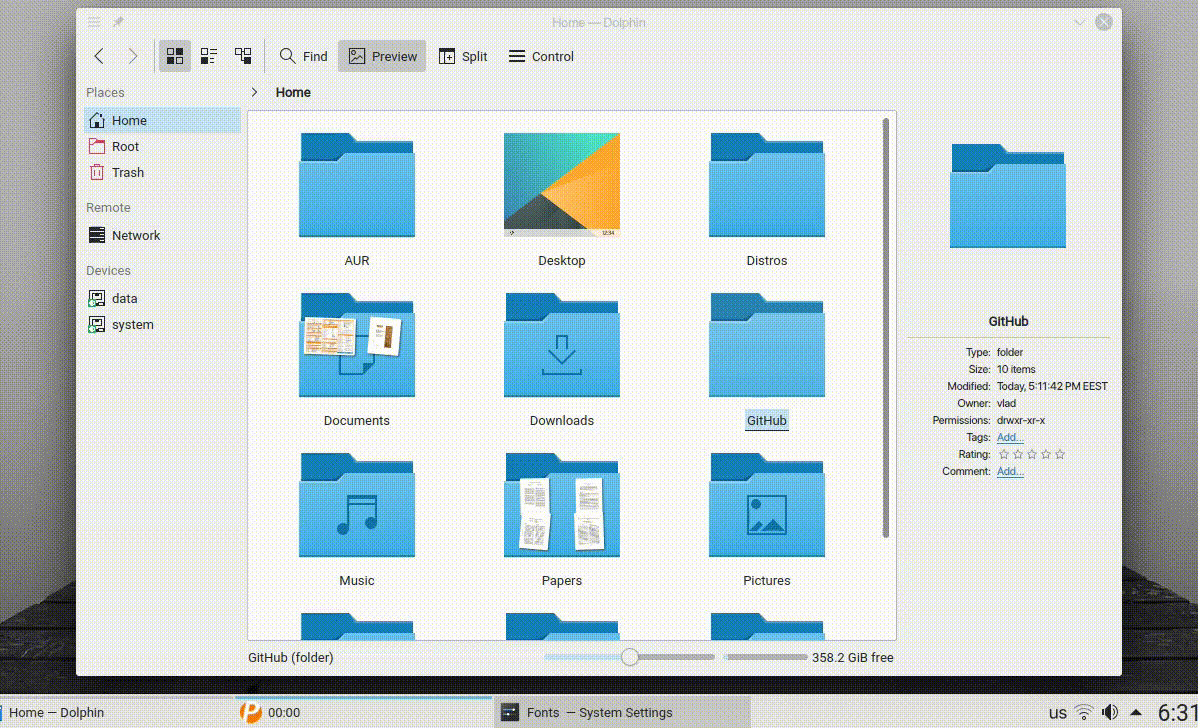 Home — Dolphin
Find
Preview
Split
Control
Places
Home
Root
Trash
Remote
Network
Devices
data
system
Home
AUR
Desktop
Distros
Documents
Downloads
GitHub
Music
Papers
Pictures
GitHub
Type: folder
Size: 10 items
Modified: Today, 5:11:42 PM EEST
Owner: vlad
Permissions: drwxr-xr-x
Tags: Add...
Rating:
Comment: Add...
GitHub (folder)
358.2 GiB free
Home — Dolphin
00:00
Fonts — System Settings
us
6:31